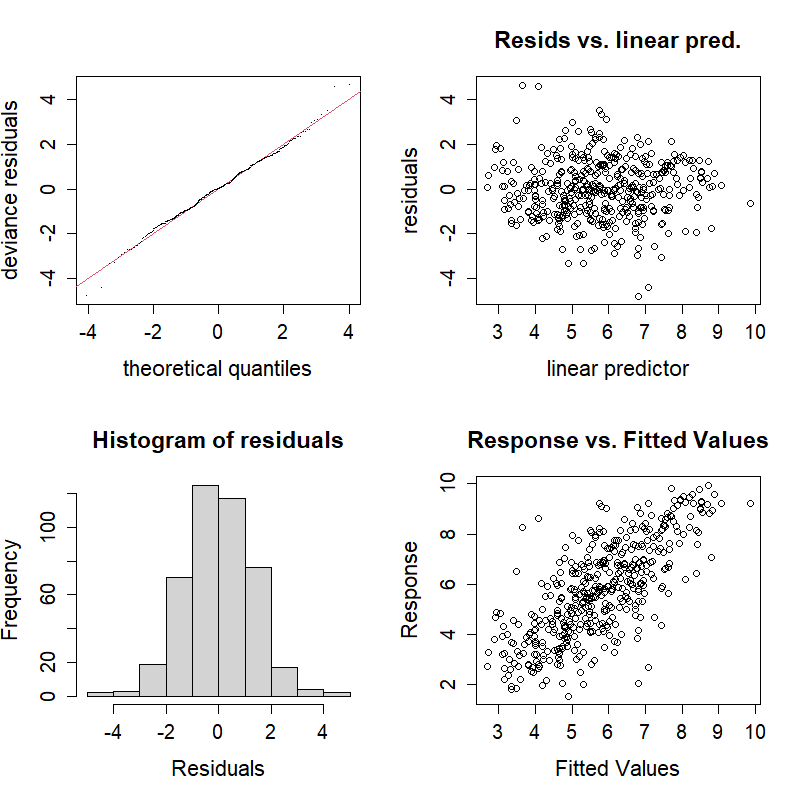 deviance residuals
-4 -2 0 2 4
-4 -2 0 2 4
theoretical quantiles
Resids vs. linear pred.
residuals
-4 -2 0 2 4
3 4 5 6 7 8 9 10
linear predictor
Histogram of residuals
Frequency
0 20 60 100
-4 -2 0 2 4
Residuals
Response vs. Fitted Values
Response
2 4 6 8 10
3 4 5 6 7 8 9 10
Fitted Values